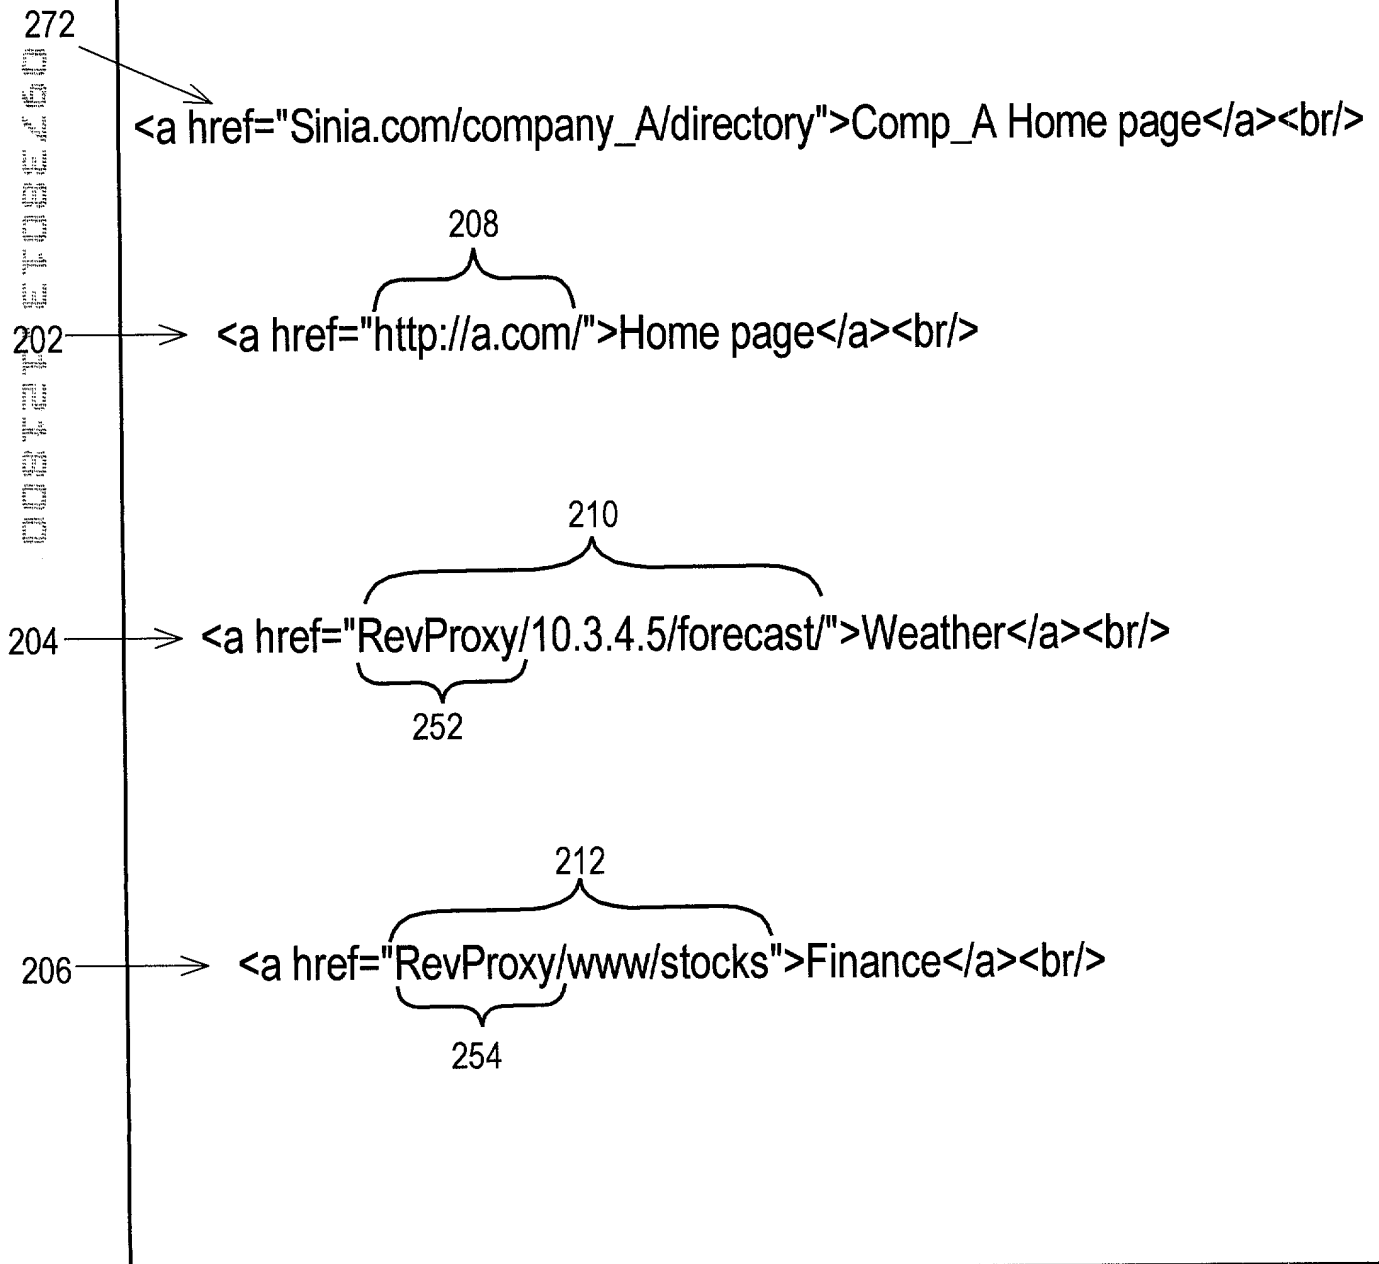 272
<a href="Sinia.com/company_A/directory">Comp_A Home page</a><br/>
208
202 <a href="http://a.com/">Home page</a><br/>
210
204 <a href="RevProxy/10.3.4.5/forecast/">Weather</a><br/>
252
212
206 <a href="RevProxy/www/stocks">Finance</a><br/>
254
09738013 121800